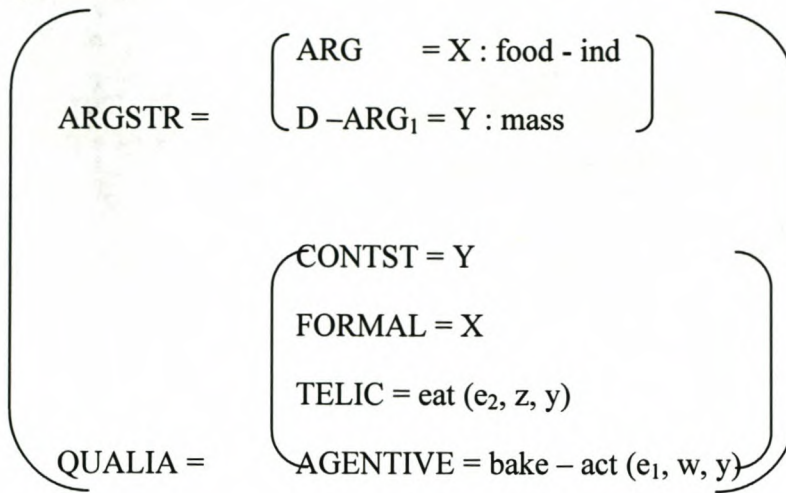 ARG = X : food - ind
ARGSTR = D –ARG₁ = Y : mass
CONTST = Y
FORMAL = X
TELIC = eat (e₂, z, y)
QUALIA = AGENTIVE = bake – act (e₁, w, y)